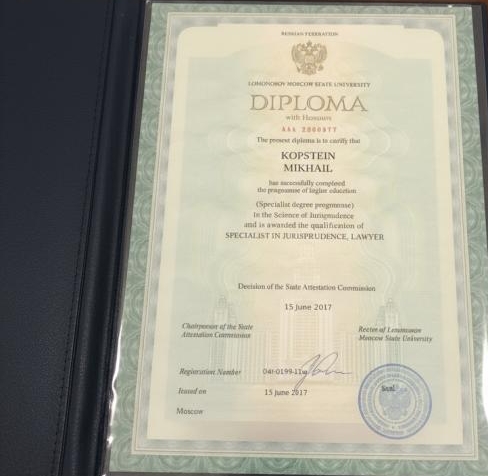 RUSSIAN FEDERATION
LOMONOSOV MOSCOW STATE UNIVERSITY
DIPLOMA
with Honours
The present diploma is to certify that
KOPSTEIN
MIKHAIL
has successfully completed
the programme of higher education
(Specialist degree programme)
in the Science of Jurisprudence
and is awarded the qualification of
SPECIALIST IN JURISPRUDENCE, LAWYER
Decision of the State Attestation Commission
15 June 2017
Chairperson of the State
Attestation Commission
Rector of Lomonosov
Moscow State University
Registration Number
Issued on
15 June 2017
Moscow